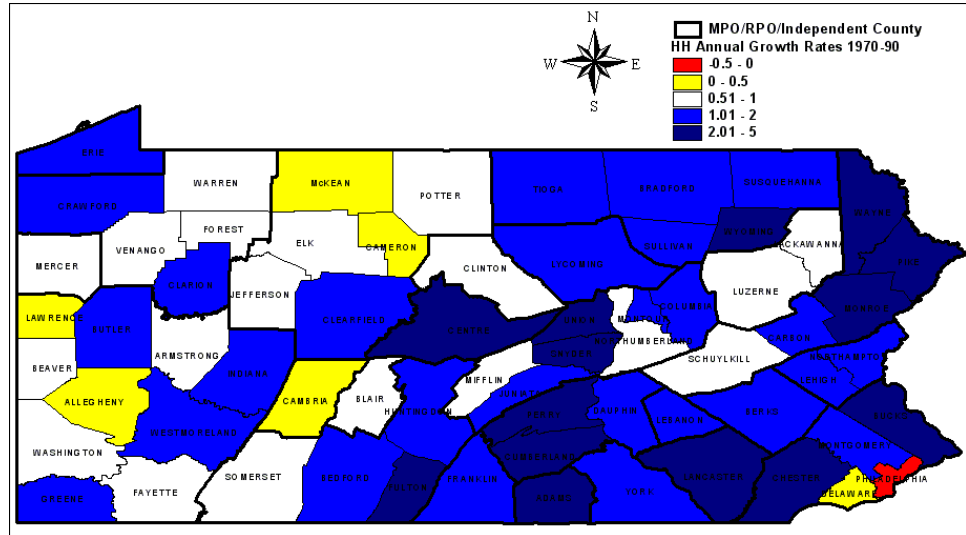 N
W E
S
MPO/RPO/Independent County
HH Annual Growth Rates 1970-90
-0.5 - 0
0 - 0.5
0.51 - 1
1.01 - 2
2.01 - 5
ERIE
CRAWFORD
WARREN
McKEAN
POTTER
TIOGA
BRADFORD
SUSQUEHANNA
WAYNE
FOREST
VENANGO
ELK
CAMERON
SULLIVAN
WYOMING
MERCER
CLINTON
LYCOMING
PIKE
CLARION
JEFFERSON
LUZERNE
LAWRENCE
BUTLER
CLEARFIELD
COLUMBIA
MONROE
CENTRE
UNION
CARBON
ARMSTRONG
NORTHUMBERLAND
BEAVER
SNYDER
SCHUYLKILL
NORTHAMPTON
INDIANA
MIFFLIN
LEHIGH
ALLEGHENY
CAMBRIA
BLAIR
JUNIATA
HUNTINGDON
PERRY
DAUPHIN
LEBANON
BERKS
BUCKS
WESTMORELAND
MONTGOMERY
WASHINGTON
CUMBERLAND
SOMERSET
BEDFORD
FULTON
FRANKLIN
LANCASTER
CHESTER
PHILADELPHIA
GREENE
FAYETTE
ADAMS
YORK
DELAWARE